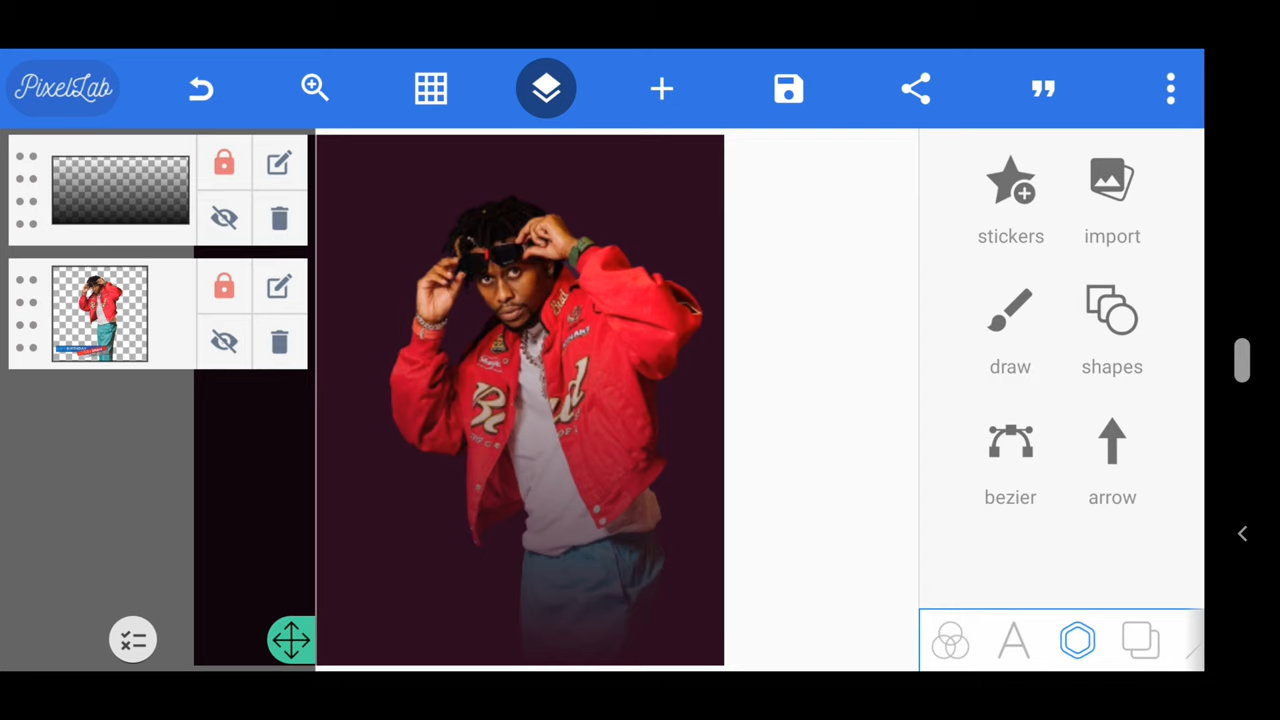 PixelLab
stickers
import
draw
shapes
bezier
arrow